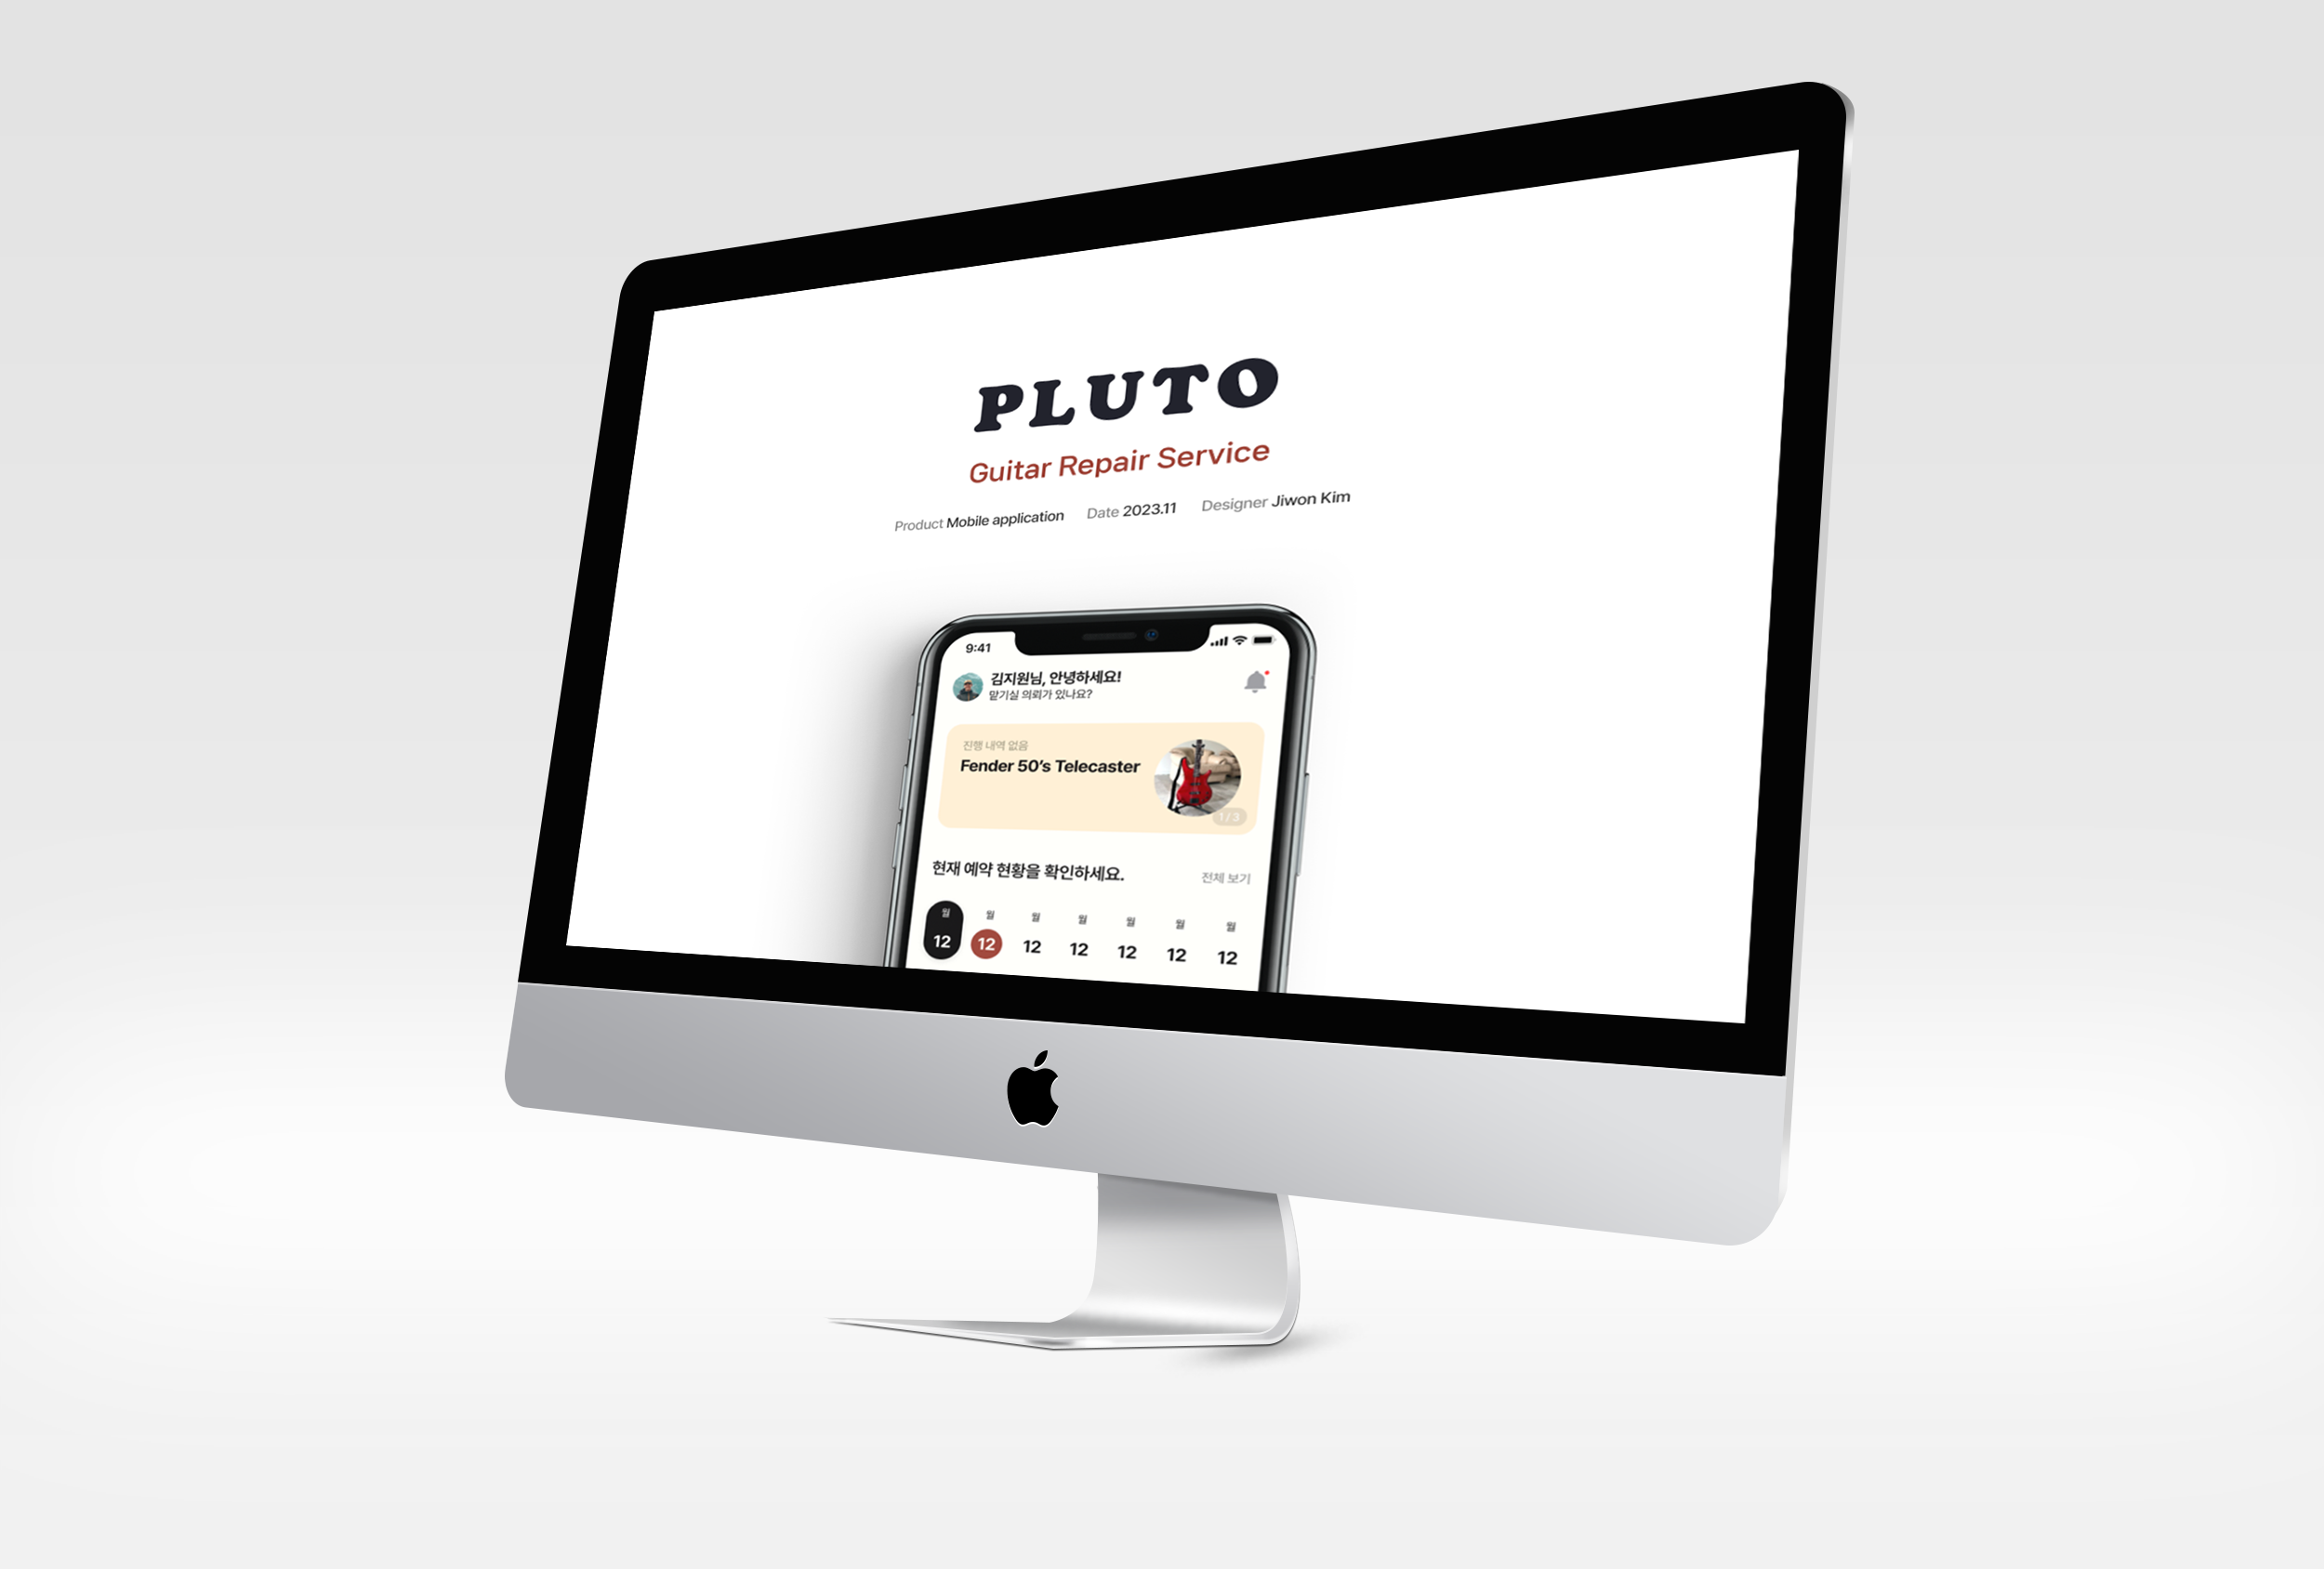 PLUTO
Guitar Repair Service
Product Mobile application Date 2023.11 Designer Jiwon Kim
9:41
김지원님, 안녕하세요!
맡기실 의뢰가 있나요?
진행 내역 없음
Fender 50's Telecaster
1 / 3
현재 예약 현황을 확인하세요.
전체 보기
월 월 월 월 월 월 월
12 12 12 12 12 12 12